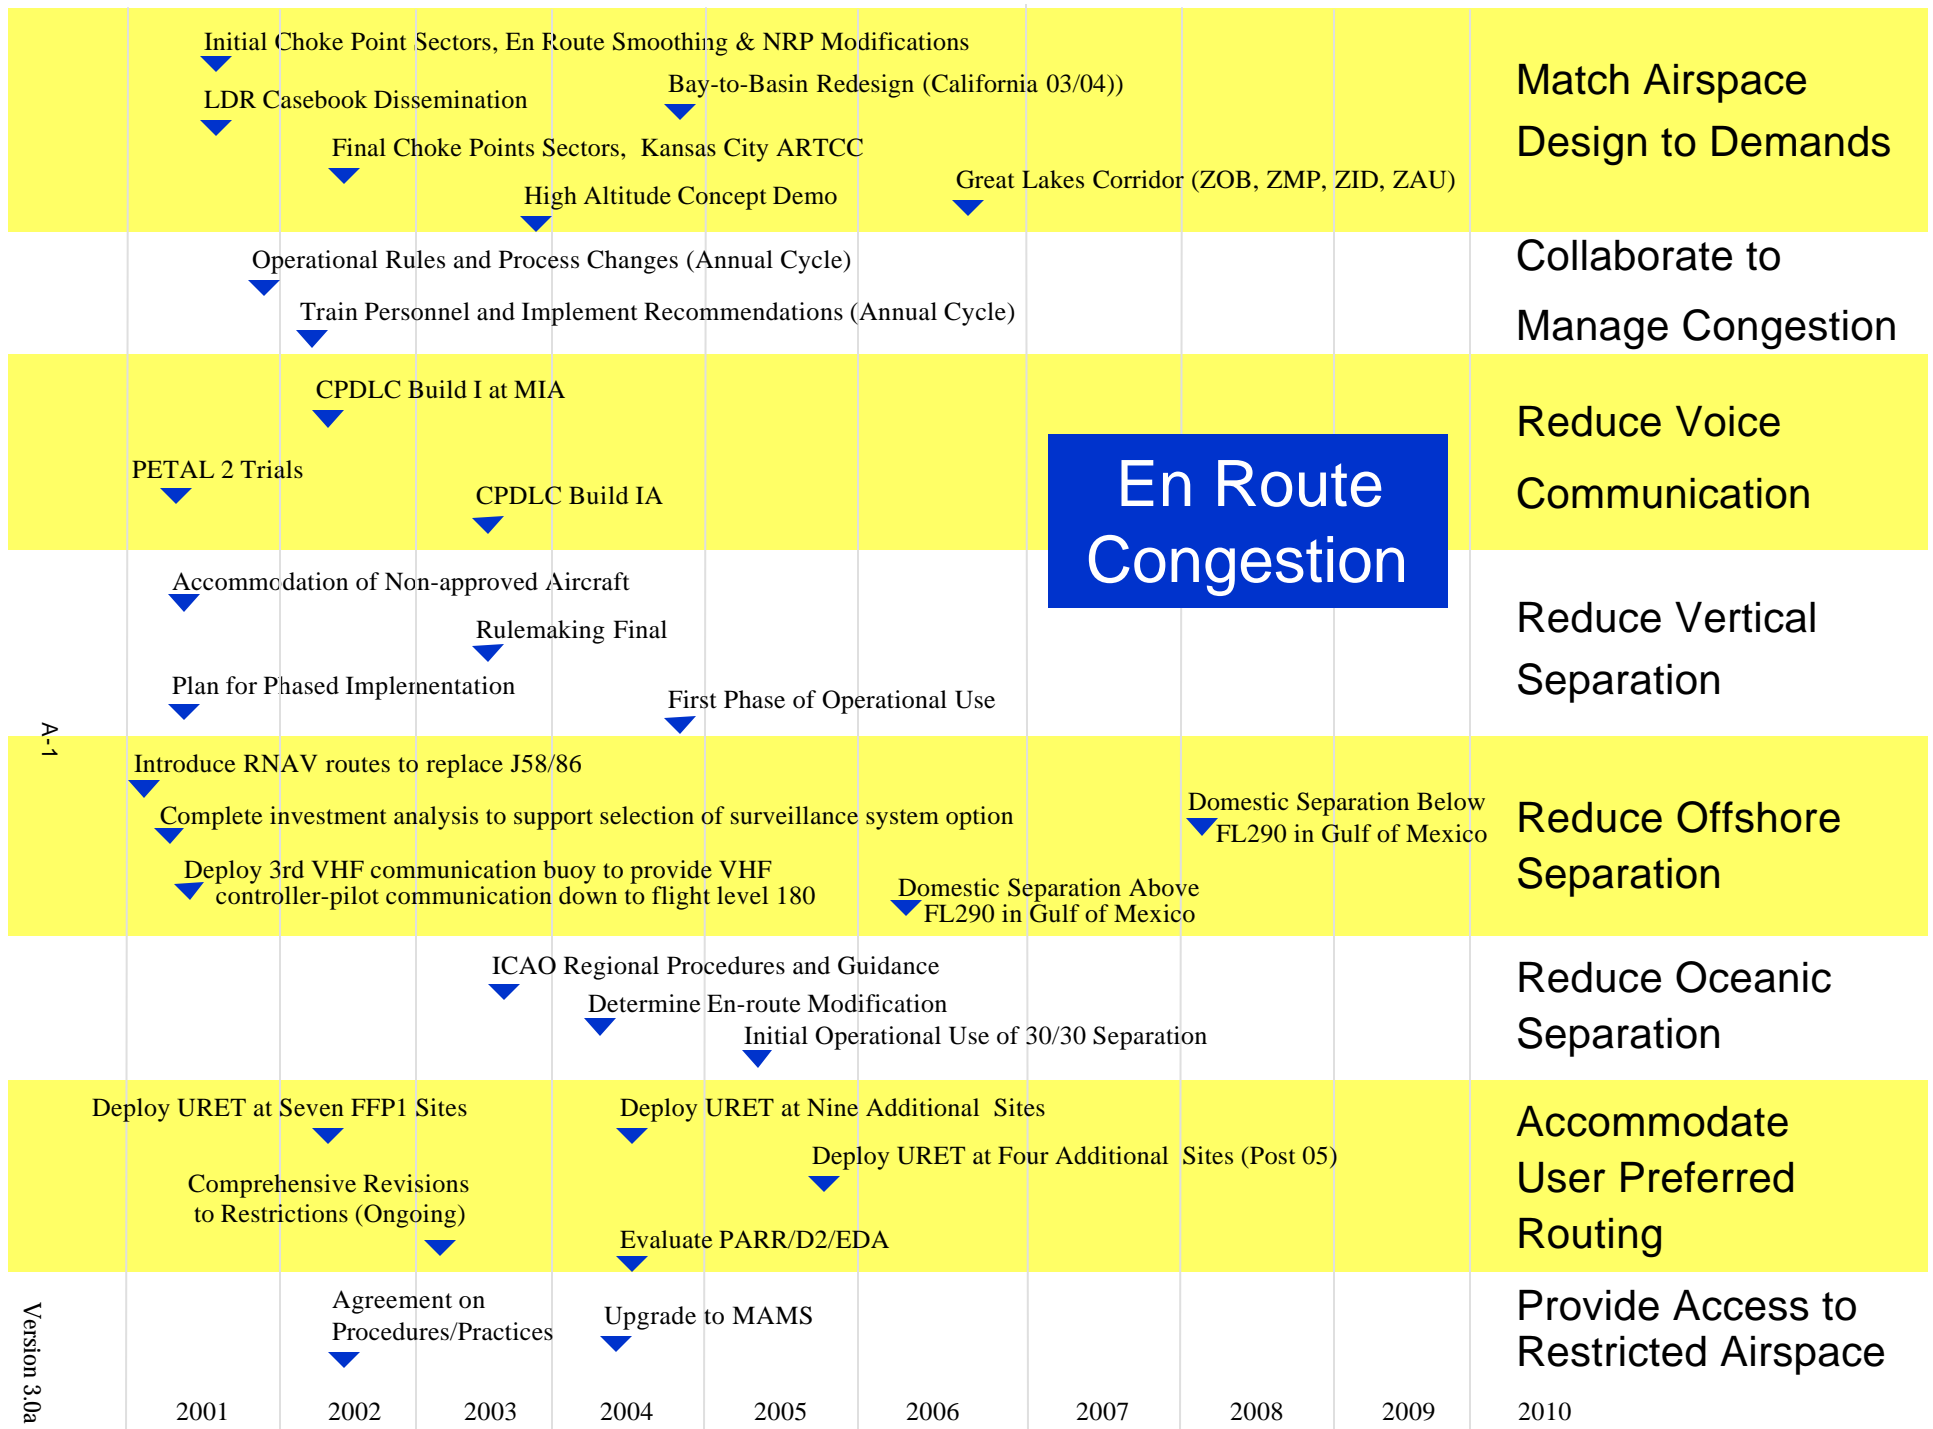 Initial Choke Point Sectors, En Route Smoothing & NRP Modifications
Bay-to-Basin Redesign (California 03/04))
LDR Casebook Dissemination
Final Choke Points Sectors,  Kansas City ARTCC
High Altitude Concept Demo
Great Lakes Corridor (ZOB, ZMP, ZID, ZAU)
Match Airspace
Design to Demands
Operational Rules and Process Changes (Annual Cycle)
Train Personnel and Implement Recommendations (Annual Cycle)
Collaborate to
Manage Congestion
CPDLC Build I at MIA
PETAL 2 Trials
CPDLC Build IA
En Route
Congestion
Reduce Voice
Communication
Accommodation of Non-approved Aircraft
Rulemaking Final
Plan for Phased Implementation
First Phase of Operational Use
Reduce Vertical
Separation
A-1
Introduce RNAV routes to replace J58/86
Complete investment analysis to support selection of surveillance system option
Deploy 3rd VHF communication buoy to provide VHF
controller-pilot communication down to flight level 180
Domestic Separation Above
FL290 in Gulf of Mexico
Domestic Separation Below
FL290 in Gulf of Mexico
Reduce Offshore
Separation
ICAO Regional Procedures and Guidance
Determine En-route Modification
Initial Operational Use of 30/30 Separation
Reduce Oceanic
Separation
Deploy URET at Seven FFP1 Sites
Deploy URET at Nine Additional  Sites
Deploy URET at Four Additional  Sites (Post 05)
Comprehensive Revisions
to Restrictions (Ongoing)
Evaluate PARR/D2/EDA
Accommodate
User Preferred
Routing
Agreement on
Procedures/Practices
Upgrade to MAMS
Provide Access to
Restricted Airspace
Version 3.0a
2001 2002 2003 2004 2005 2006 2007 2008 2009 2010